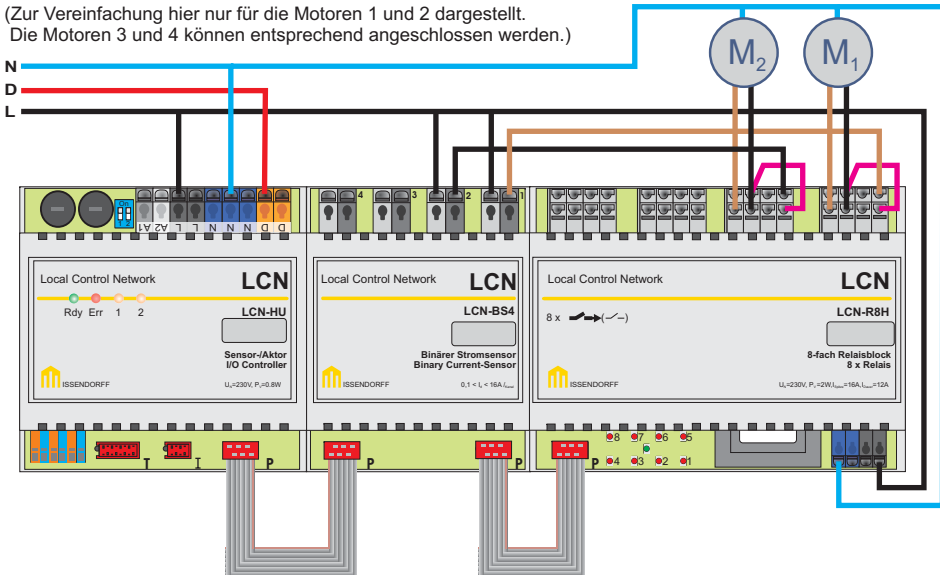 (Zur Vereinfachung hier nur für die Motoren 1 und 2 dargestellt.
Die Motoren 3 und 4 können entsprechend angeschlossen werden.)
N
D
L
M2 M1
On
1 2
A1 A2 L L N N N D D
4 3 2 1
Local Control Network LCN
Rdy Err 1 2
LCN-HU
Sensor-/Aktor
I/O Controller
ISSENDORFF
Local Control Network LCN
LCN-BS4
Binärer Stromsensor
Binary Current-Sensor
ISSENDORFF
Local Control Network LCN
8 x
LCN-R8H
8-fach Relaisblock
8 x Relais
ISSENDORFF
T I P P P P
8 7 6 5
4 3 2 1